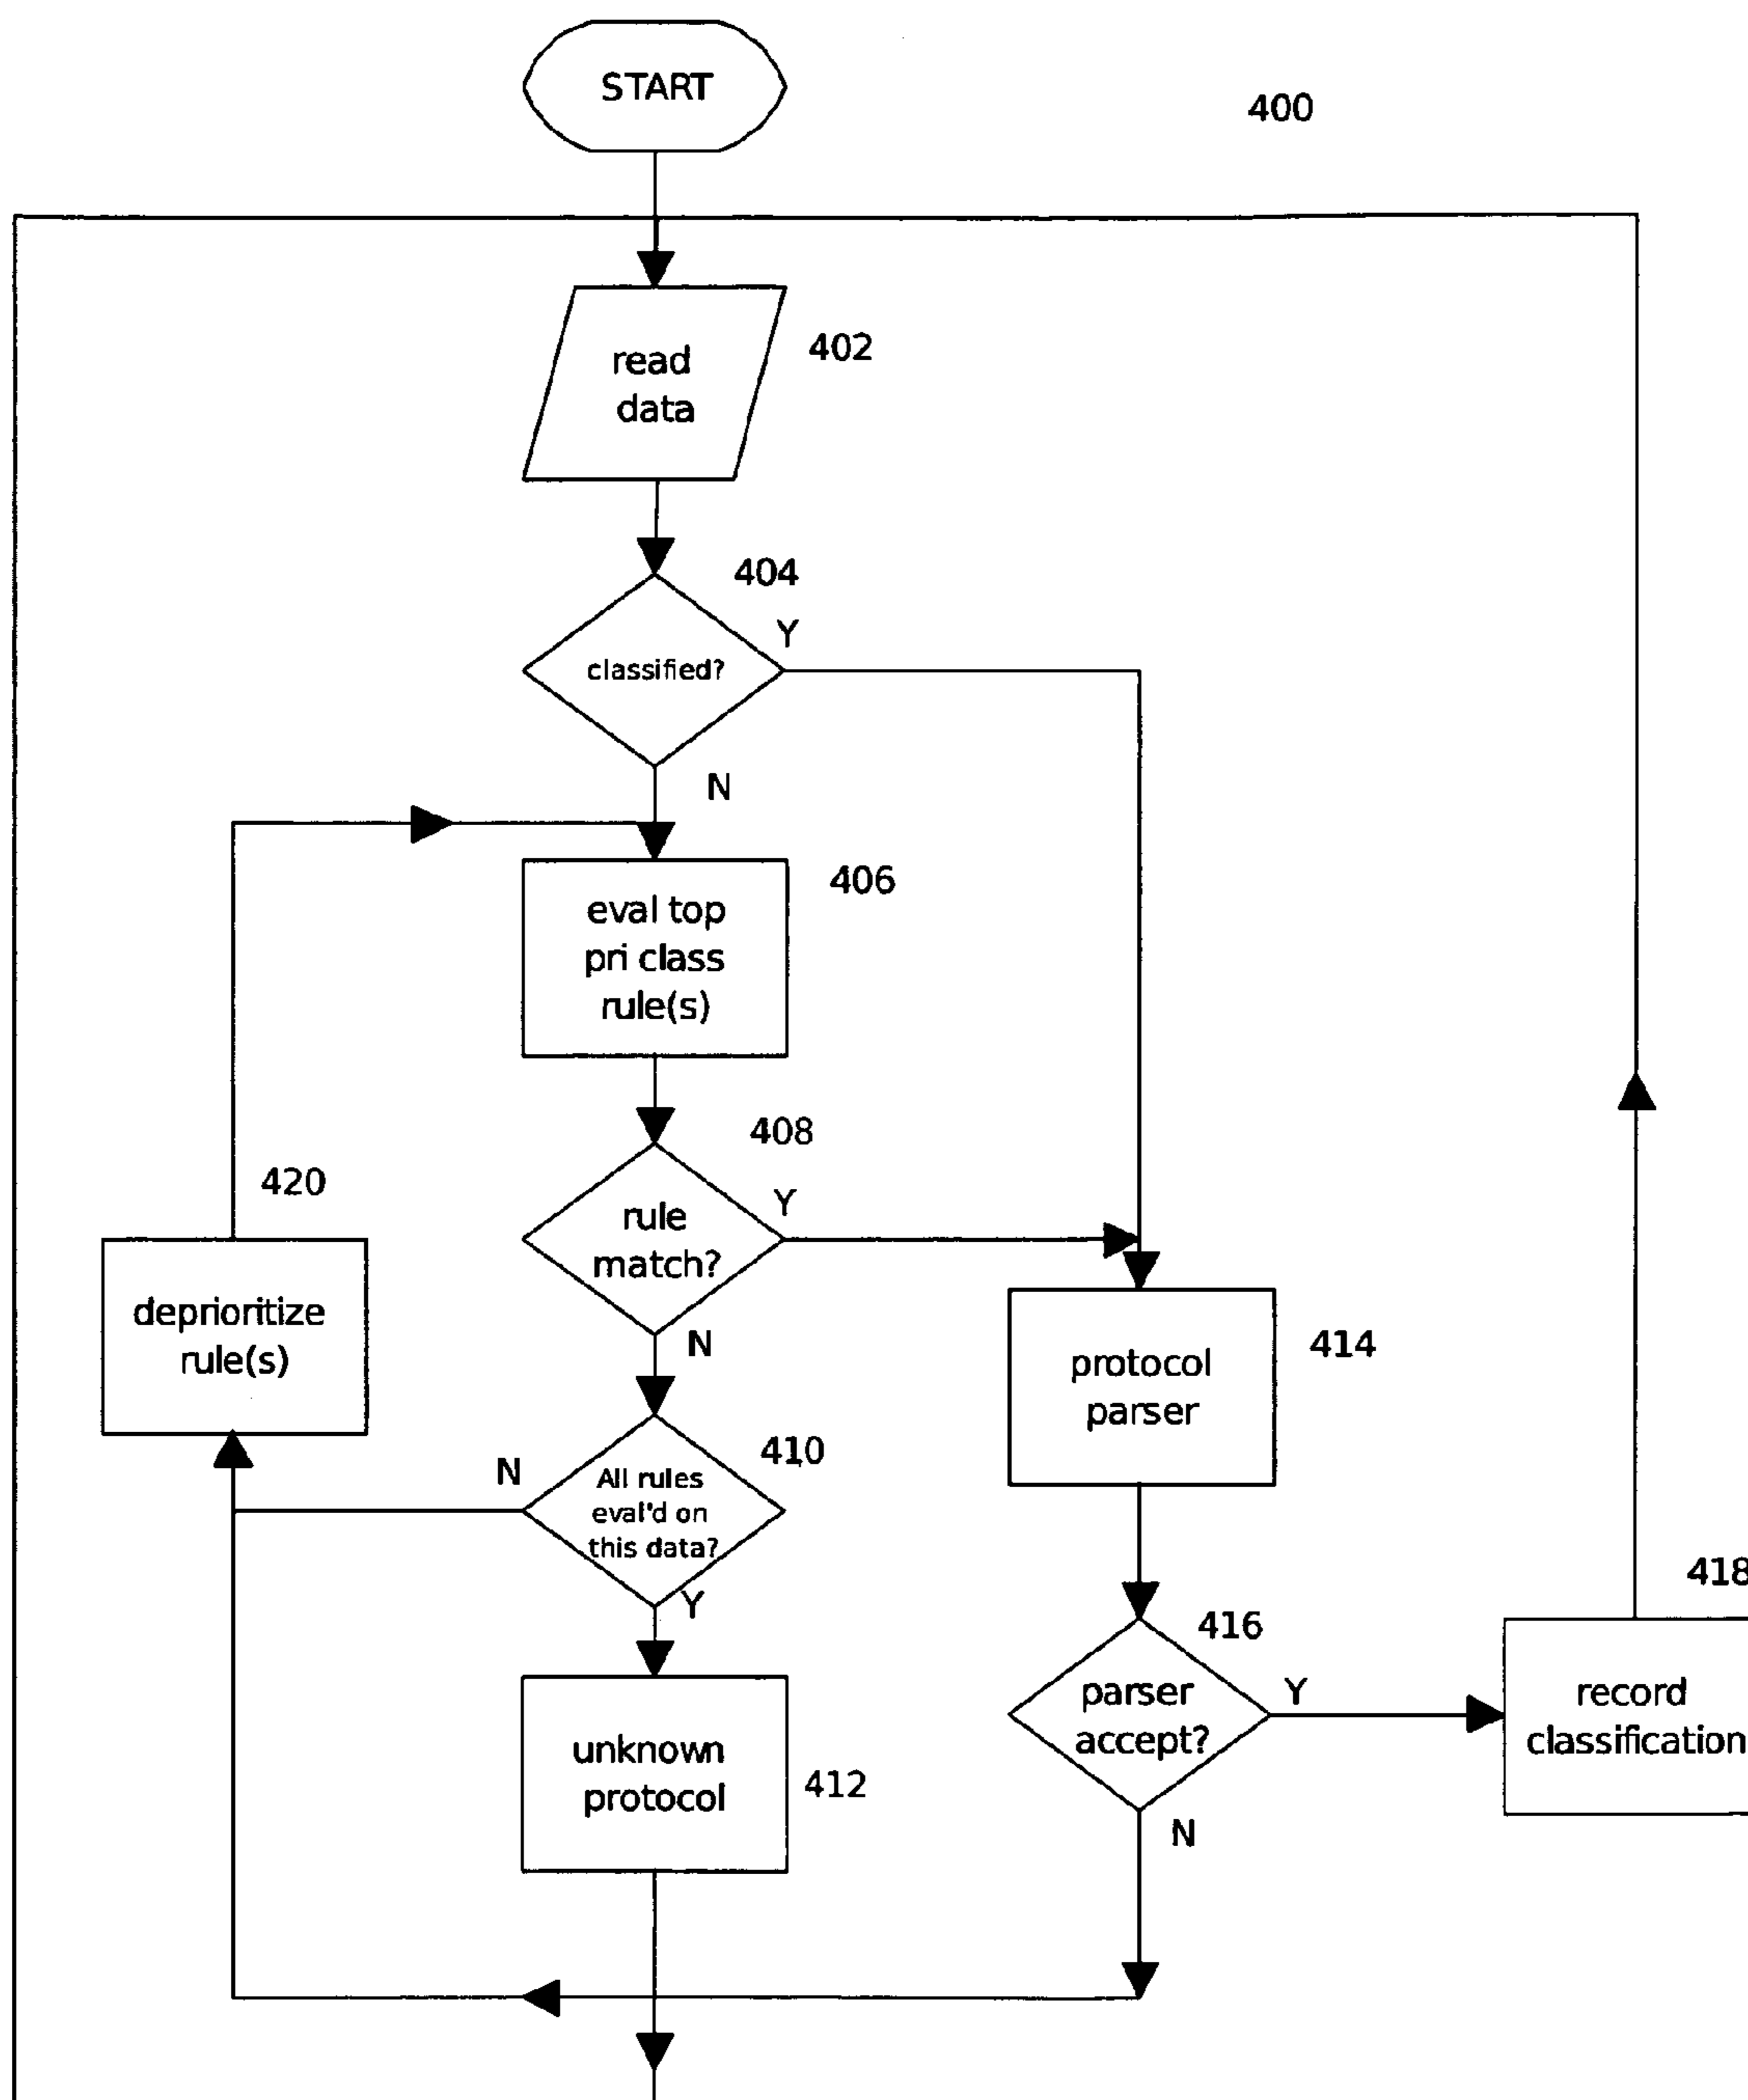 START
400
read
data
402
404
Y
classified?
N
406
eval top
pri class
rule(s)
408
420
Y
rule
match?
deprioritize
rule(s)
N
414
protocol
parser
410
N
All rules
eval'd on
this data?
Y
418
416
parser
accept?
Y
record
classification
unknown
protocol
412
N